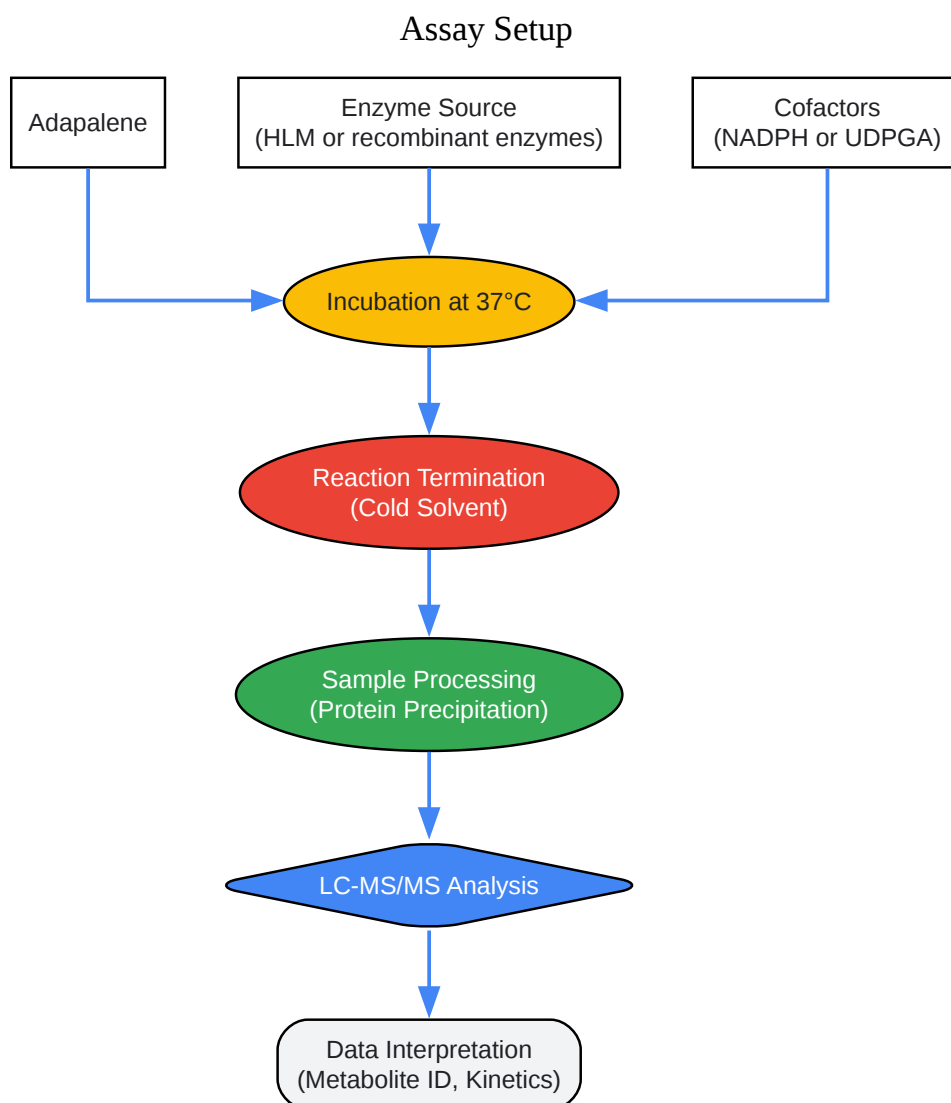 Assay Setup
Adapalene
Enzyme Source
(HLM or recombinant enzymes)
Cofactors
(NADPH or UDPGA)
Incubation at 37°C
Reaction Termination
(Cold Solvent)
Sample Processing
(Protein Precipitation)
LC-MS/MS Analysis
Data Interpretation
(Metabolite ID, Kinetics)